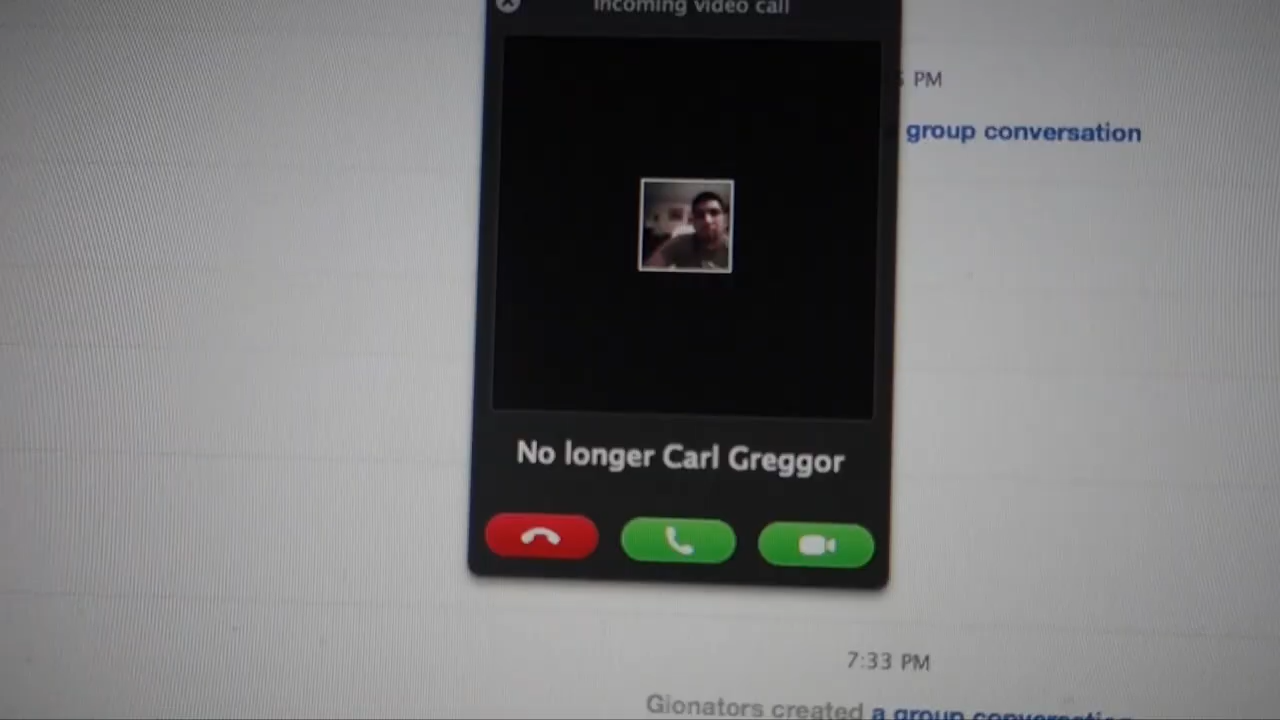 Incoming video call
PM
group conversation
No longer Carl Greggor
7:33 PM
Gionators created a group conversation